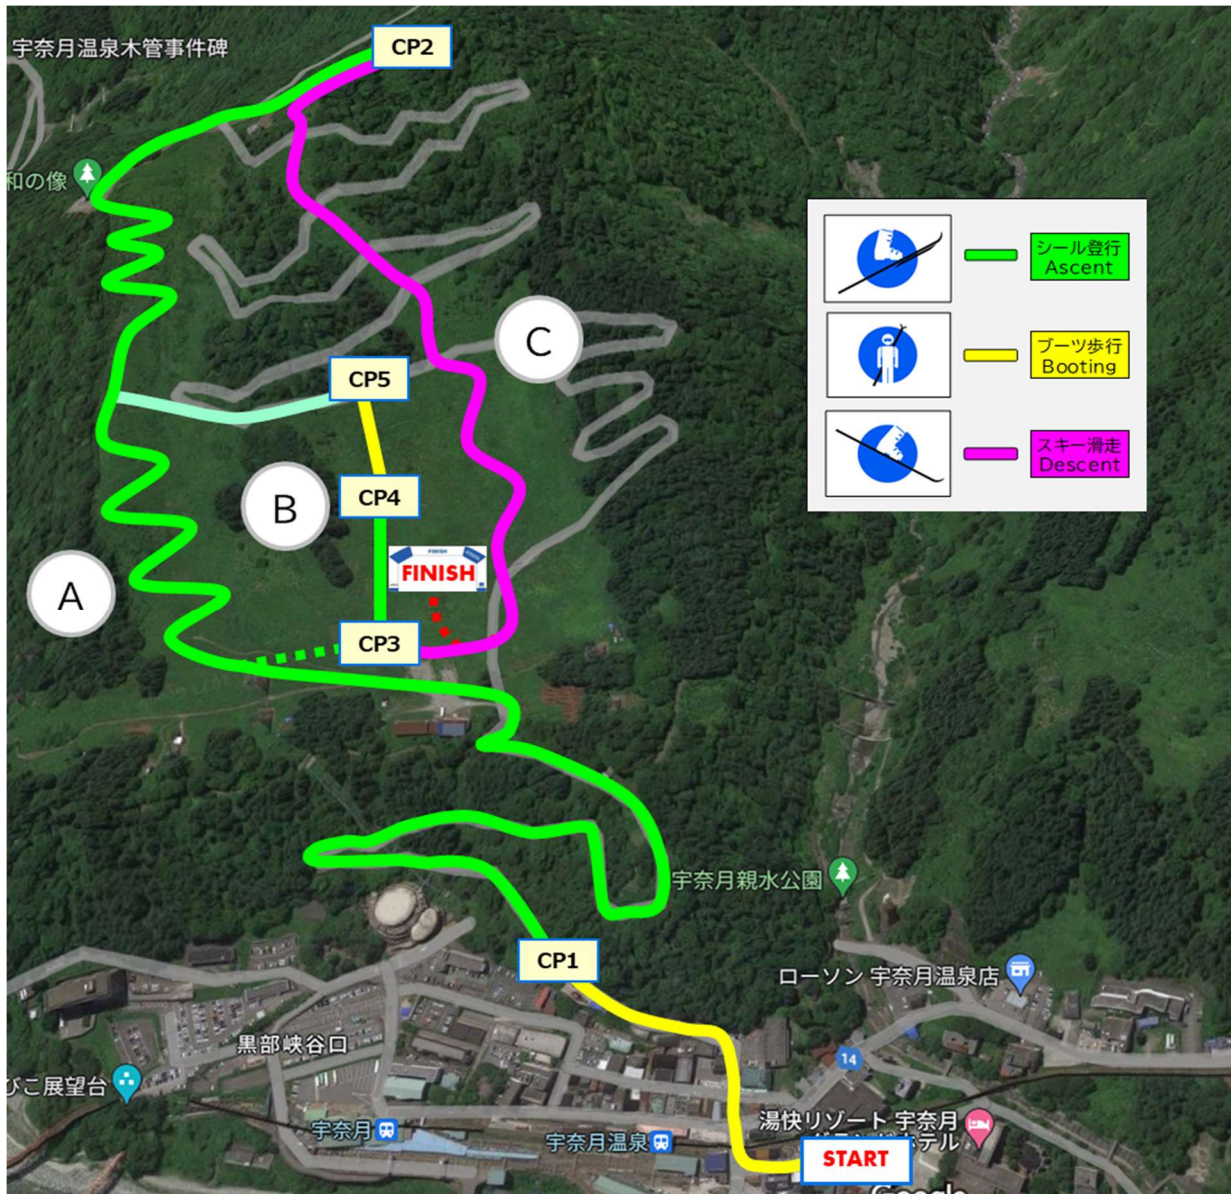 宇奈月温泉木管事件碑
CP2
和の像
シール登行
Ascent
ブーツ歩行
Booting
スキー滑走
Descent
C
CP5
CP4
B
FINISH
FINISH
A
CP3
宇奈月親水公園
CP1
ローソン 宇奈月温泉店
黒部峡谷口
14
びこ展望台
宇奈月
宇奈月温泉
湯快リゾート 宇奈月
ホテル
START
Google